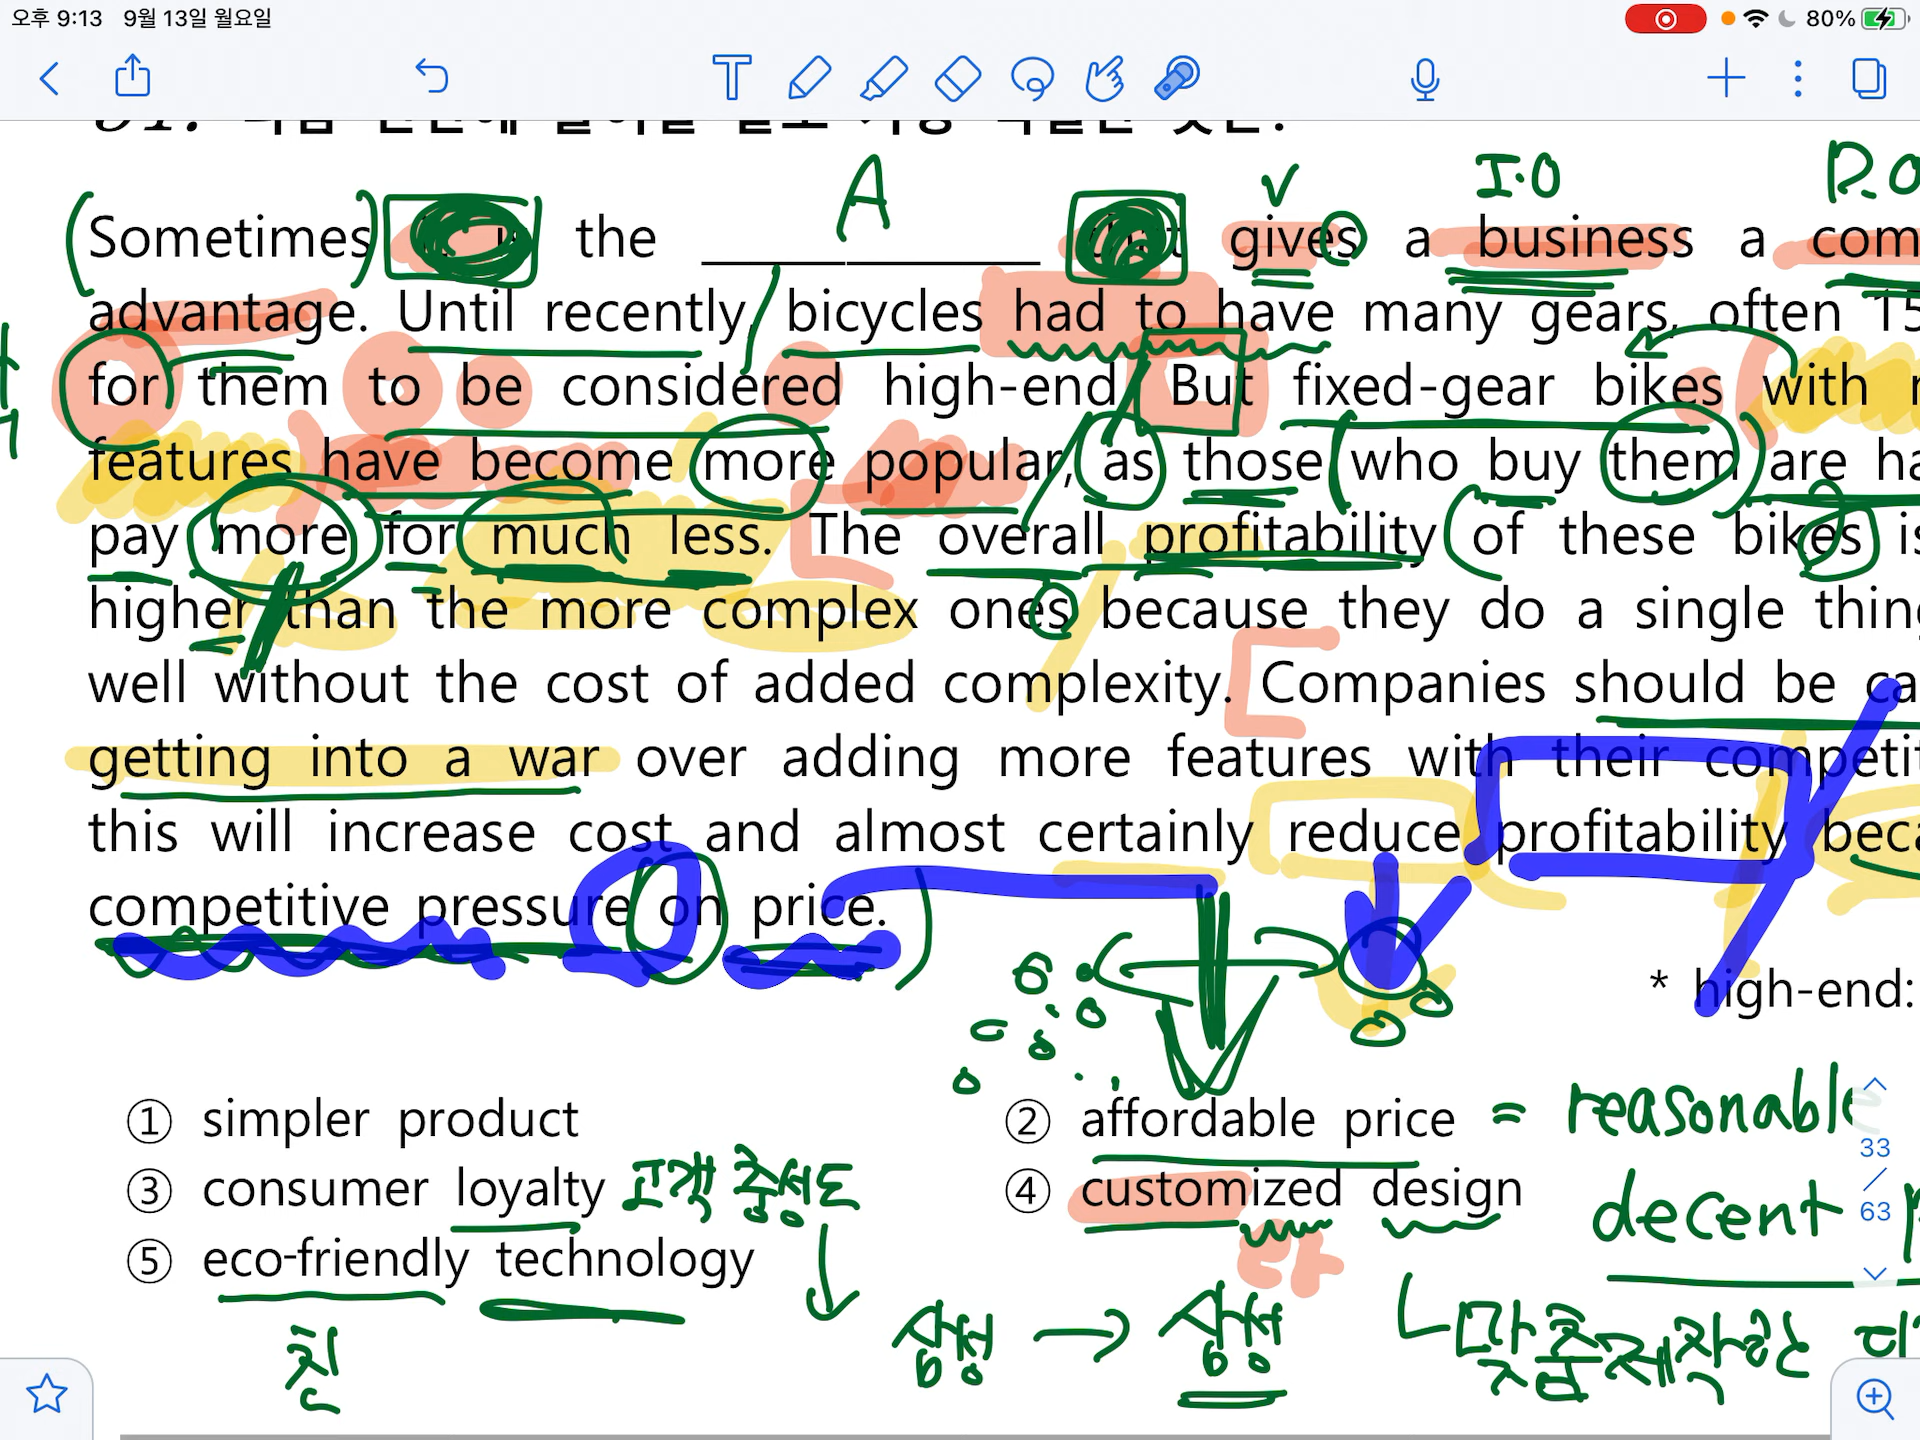 오후 9:13 9월 13일 월요일 80%
A V I.O D.O
Sometimes the gives a business a com
advantage. Until recently, bicycles had to have many gears, often 15
for them to be considered high-end. But fixed-gear bikes with
features have become more popular, as those who buy them are ha
pay more for much less. The overall profitability of these bikes is
higher than the more complex ones because they do a single thing
well without the cost of added complexity. Companies should be ca
getting into a war over adding more features with their competit
this will increase cost and almost certainly reduce profitability beca
competitive pressure on price.
* high-end:
① simpler product ② affordable price = reasonable
③ consumer loyalty 고객 충성도 ④ customized design decent
⑤ eco-friendly technology
33
/
63
친 삼성 → 삼성 맞춤제작한